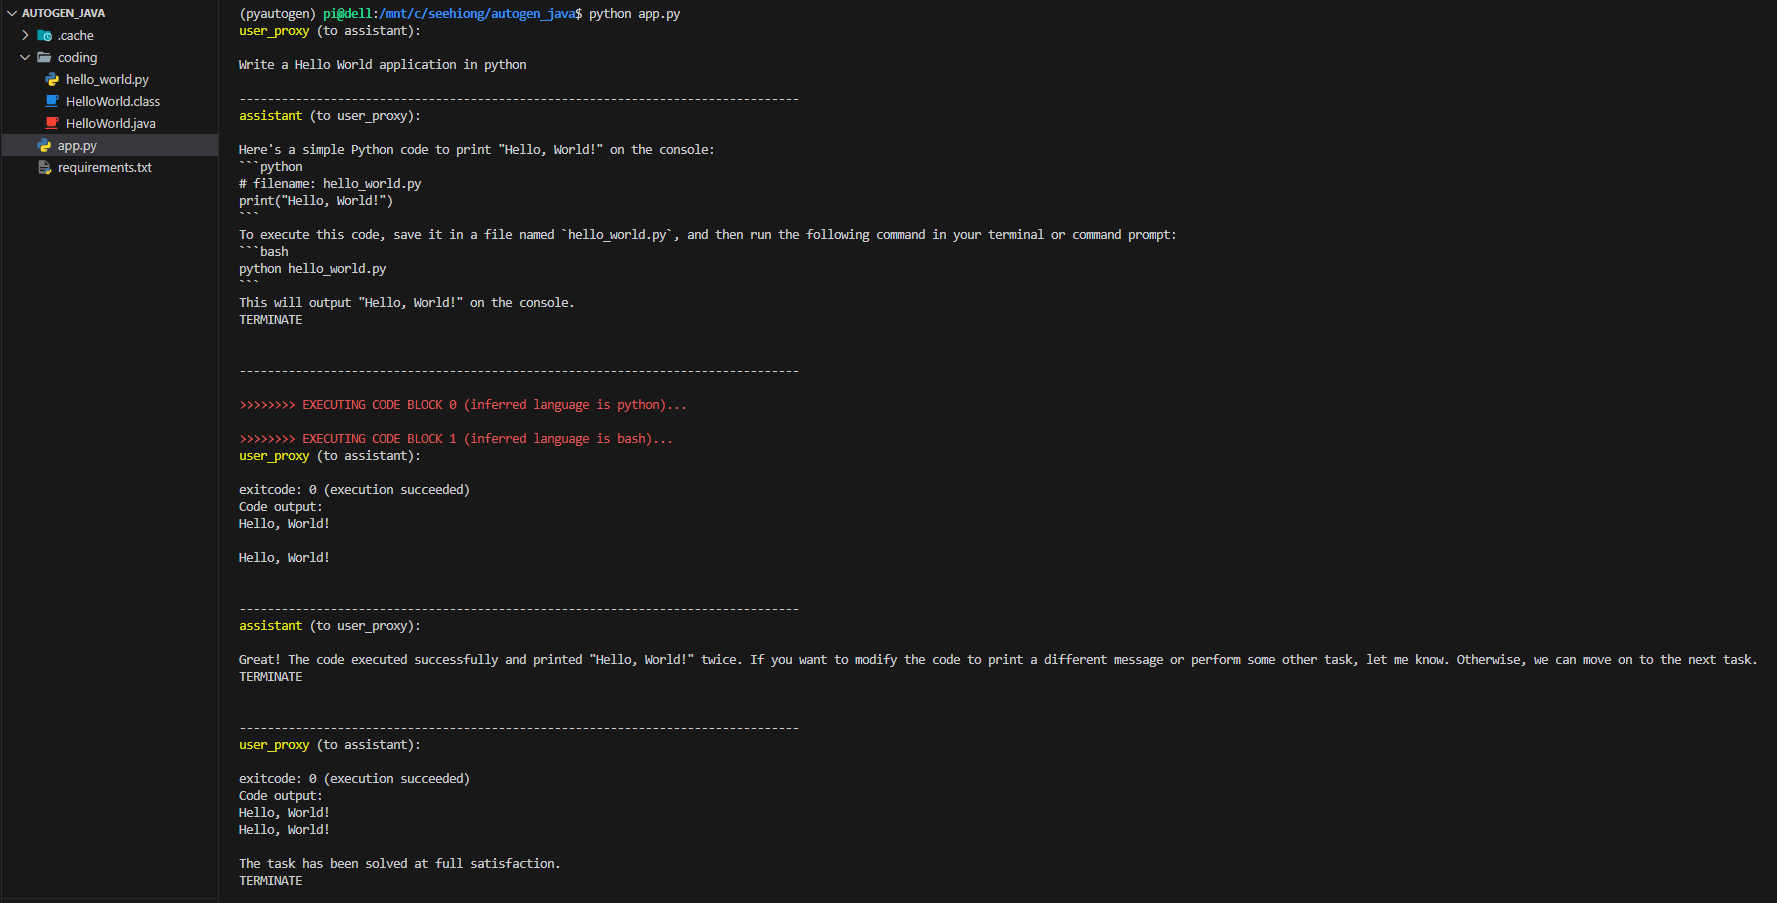 AUTOGEN_JAVA
.cache
coding
hello_world.py
HelloWorld.class
HelloWorld.java
app.py
requirements.txt
(pyautogen) pi@dell:/mnt/c/seehiong/autogen_java$ python app.py
user_proxy (to assistant):
Write a Hello World application in python
--------------------------------------------------------------------------------
assistant (to user_proxy):
Here's a simple Python code to print "Hello, World!" on the console:
```python
# filename: hello_world.py
print("Hello, World!")
```
To execute this code, save it in a file named `hello_world.py`, and then run the following command in your terminal or command prompt:
```bash
python hello_world.py
```
This will output "Hello, World!" on the console.
TERMINATE
--------------------------------------------------------------------------------
>>>>>>>> EXECUTING CODE BLOCK 0 (inferred language is python)...
>>>>>>>> EXECUTING CODE BLOCK 1 (inferred language is bash)...
user_proxy (to assistant):
exitcode: 0 (execution succeeded)
Code output:
Hello, World!
Hello, World!
--------------------------------------------------------------------------------
assistant (to user_proxy):
Great! The code executed successfully and printed "Hello, World!" twice. If you want to modify the code to print a different message or perform some other task, let me know. Otherwise, we can move on to the next task.
TERMINATE
--------------------------------------------------------------------------------
user_proxy (to assistant):
exitcode: 0 (execution succeeded)
Code output:
Hello, World!
Hello, World!
The task has been solved at full satisfaction.
TERMINATE